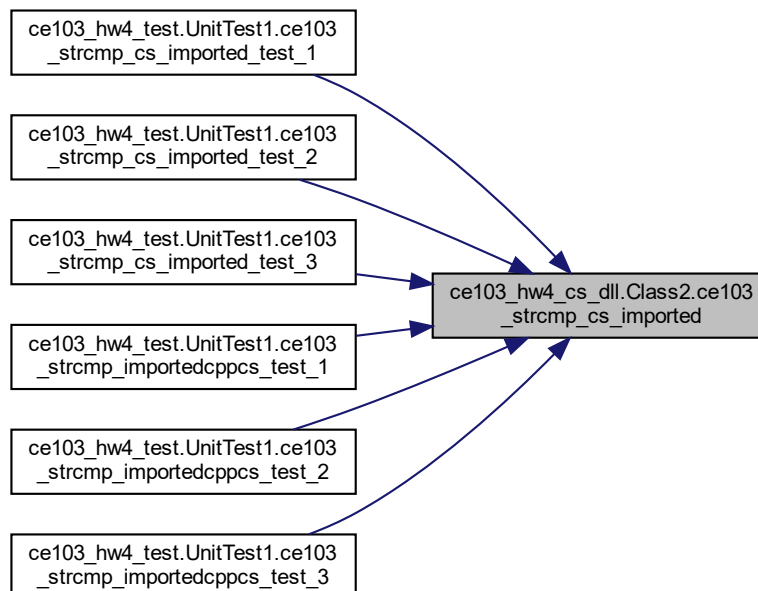 ce103_hw4_test.UnitTest1.ce103
_strcmp_cs_imported_test_1
ce103_hw4_test.UnitTest1.ce103
_strcmp_cs_imported_test_2
ce103_hw4_test.UnitTest1.ce103
_strcmp_cs_imported_test_3
ce103_hw4_cs_dll.Class2.ce103
_strcmp_cs_imported
ce103_hw4_test.UnitTest1.ce103
_strcmp_importedcppcs_test_1
ce103_hw4_test.UnitTest1.ce103
_strcmp_importedcppcs_test_2
ce103_hw4_test.UnitTest1.ce103
_strcmp_importedcppcs_test_3